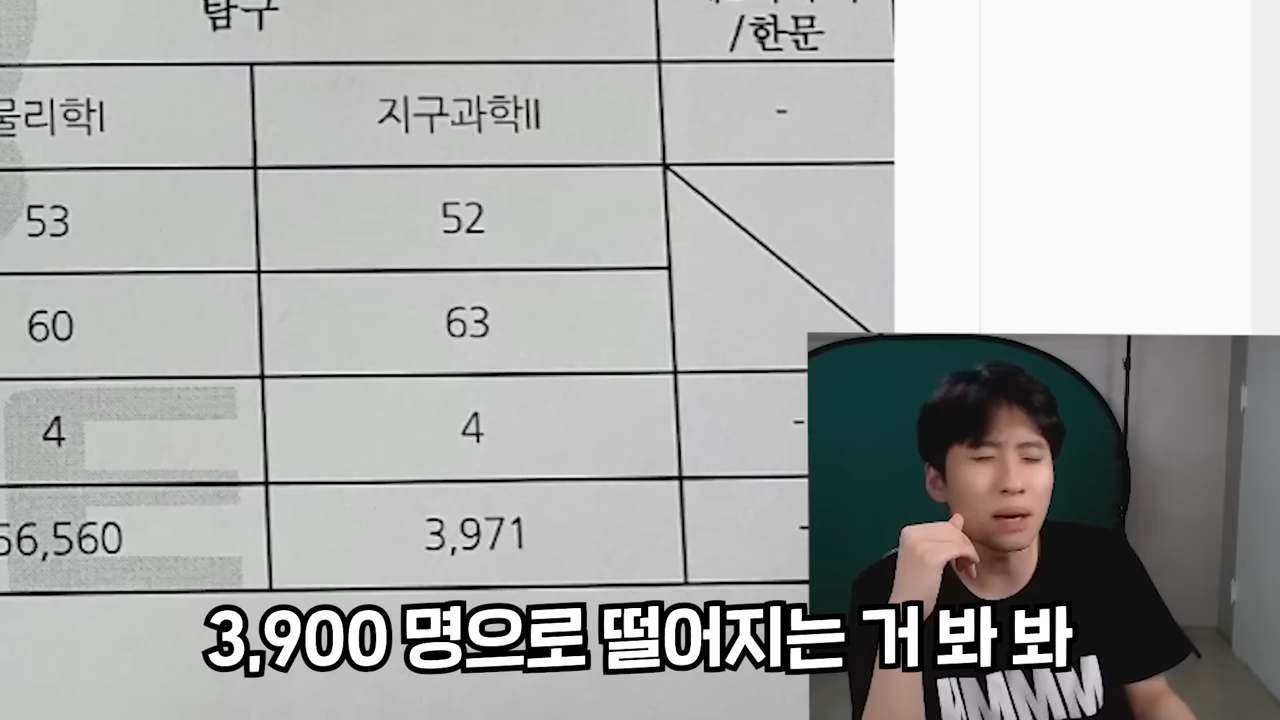 탐구
/한문
물리학Ⅰ 지구과학Ⅱ -
53 52
60 63
4 4 -
56,560 3,971 -
3,900 명으로 떨어지는 거 봐 봐